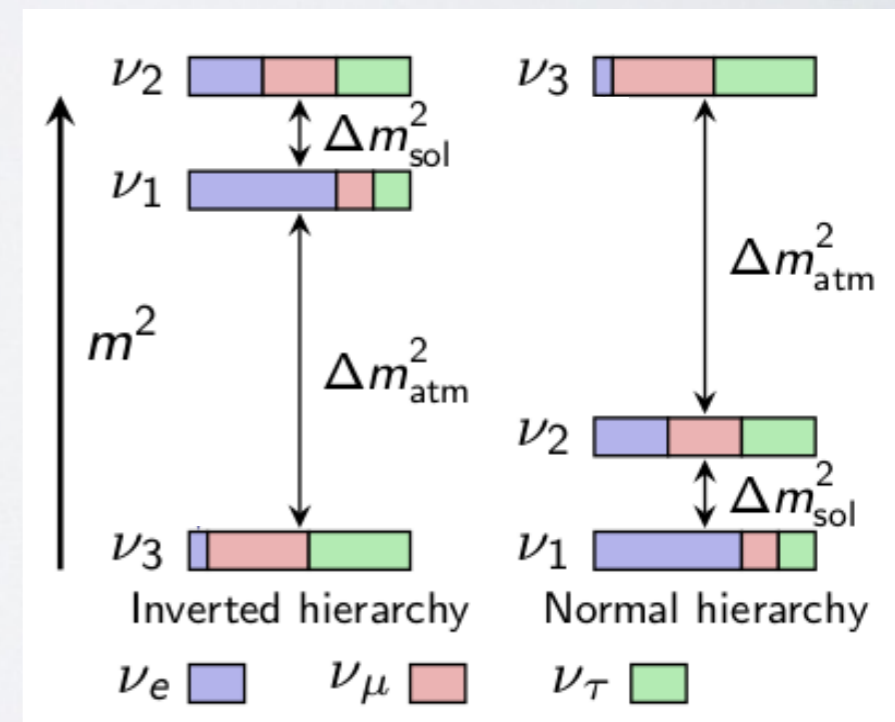 ν₂ ν₃
Δm²sol
ν₁
Δm²atm
m²
Δm²atm
ν₂
Δm²sol
ν₃ ν₁
Inverted hierarchy Normal hierarchy
νe νμ ντ